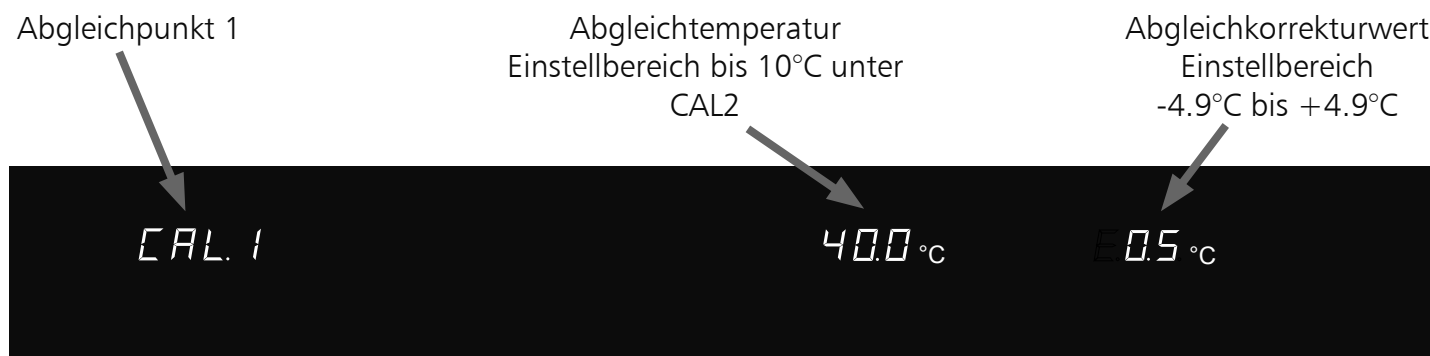 Abgleichpunkt 1
Abgleichtemperatur
Einstellbereich bis 10°C unter
CAL2
Abgleichkorrekturwert
Einstellbereich
-4.9°C bis +4.9°C
CAL. 1
40.0 °C
0.5 °C